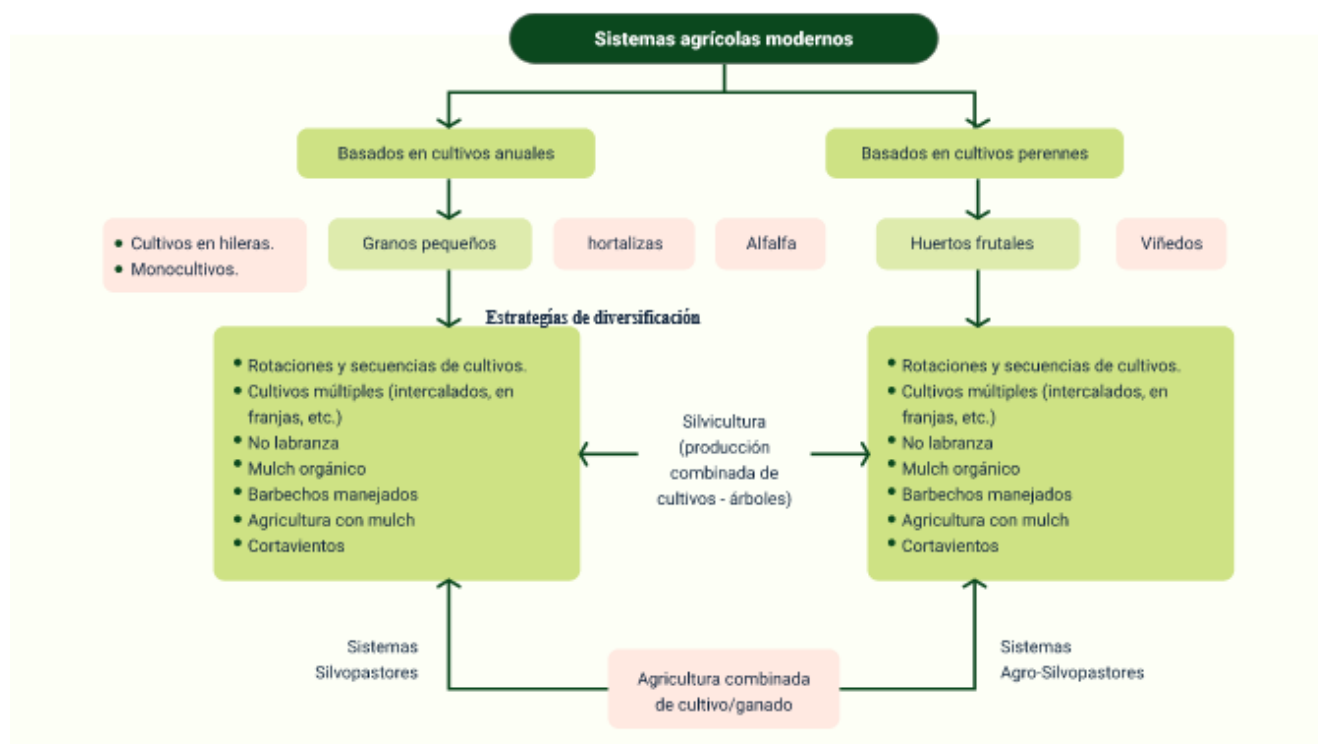 Sistemas agrícolas modernos
Basados en cultivos anuales
Basados en cultivos perennes
Cultivos en hileras.
Monocultivos.
Granos pequeños
hortalizas
Alfalfa
Huertos frutales
Viñedos
Estrategías de diversificación
Rotaciones y secuencias de cultivos.
Cultivos múltiples (intercalados, en
franjas, etc.)
No labranza
Mulch orgánico
Barbechos manejados
Agricultura con mulch
Cortavientos
Silvicultura
(producción
combinada de
cultivos - árboles)
Rotaciones y secuencias de cultivos.
Cultivos múltiples (intercalados, en
franjas, etc.)
No labranza
Mulch orgánico
Barbechos manejados
Agricultura con mulch
Cortavientos
Sistemas
Silvopastores
Agricultura combinada
de cultivo/ganado
Sistemas
Agro-Silvopastores